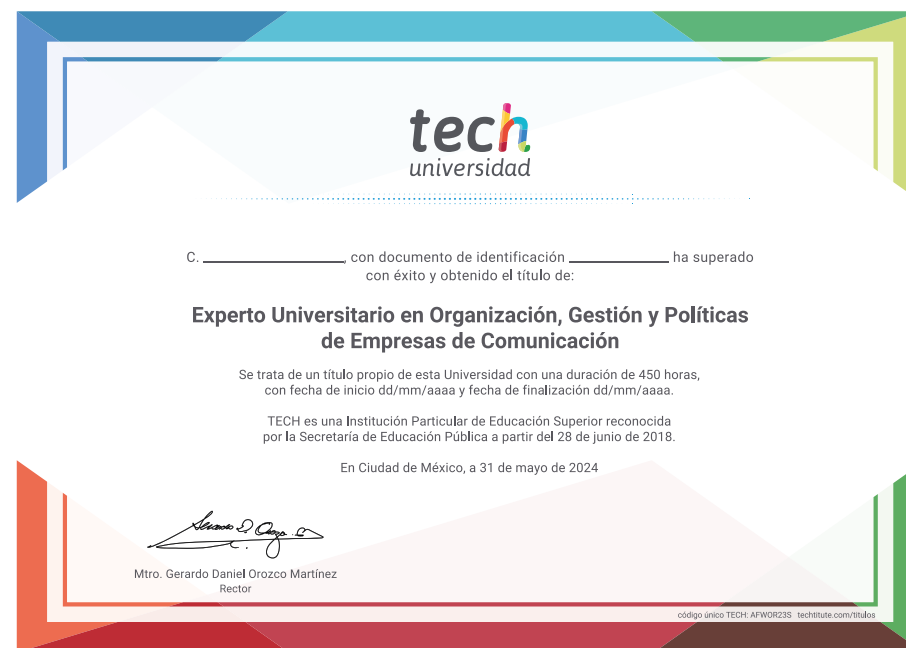 tech
universidad
C. ____________, con documento de identificación ____________ ha superado
con éxito y obtenido el título de:
Experto Universitario en Organización, Gestión y Políticas
de Empresas de Comunicación
Se trata de un título propio de esta Universidad con una duración de 450 horas,
con fecha de inicio dd/mm/aaaa y fecha de finalización dd/mm/aaaa.
TECH es una Institución Particular de Educación Superior reconocida
por la Secretaría de Educación Pública a partir del 28 de junio de 2018.
En Ciudad de México, a 31 de mayo de 2024
Mtro. Gerardo Daniel Orozco Martínez
Rector
código único TECH: AFWOR23S techtitute.com/titulos